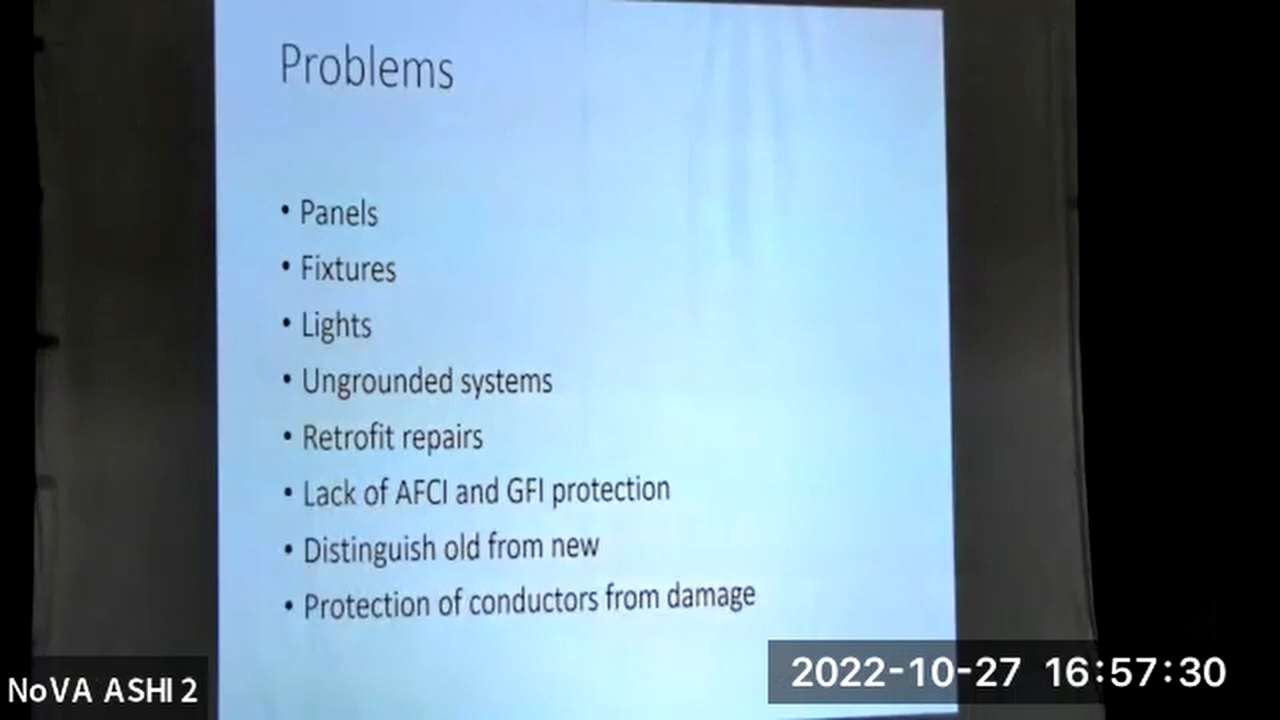 Problems
• Panels
• Fixtures
• Lights
• Ungrounded systems
• Retrofit repairs
• Lack of AFCI and GFI protection
• Distinguish old from new
• Protection of conductors from damage
2022-10-27 16:57:30
NoVA ASHI 2